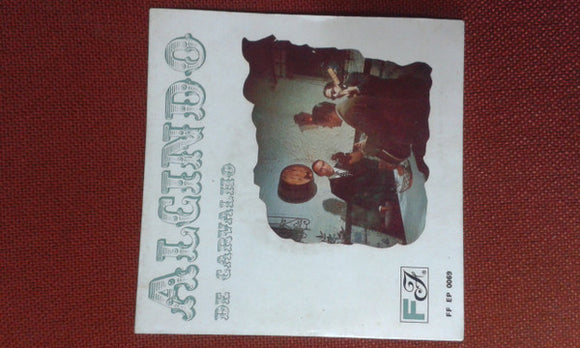 ALCINDO
DE CARVALHO
FF
FF EP 0069